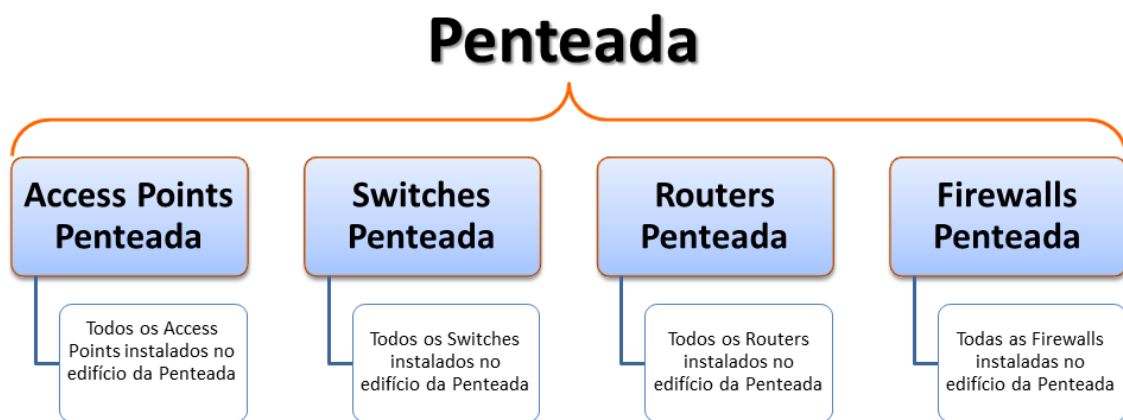 Penteada
Access Points
Penteada
Switches
Penteada
Routers
Penteada
Firewalls
Penteada
Todos os Access
Points instalados no
edifício da Penteada
Todos os Switches
instalados no
edifício da Penteada
Todos os Routers
instalados no
edifício da Penteada
Todas as Firewalls
instaladas no
edifício da Penteada